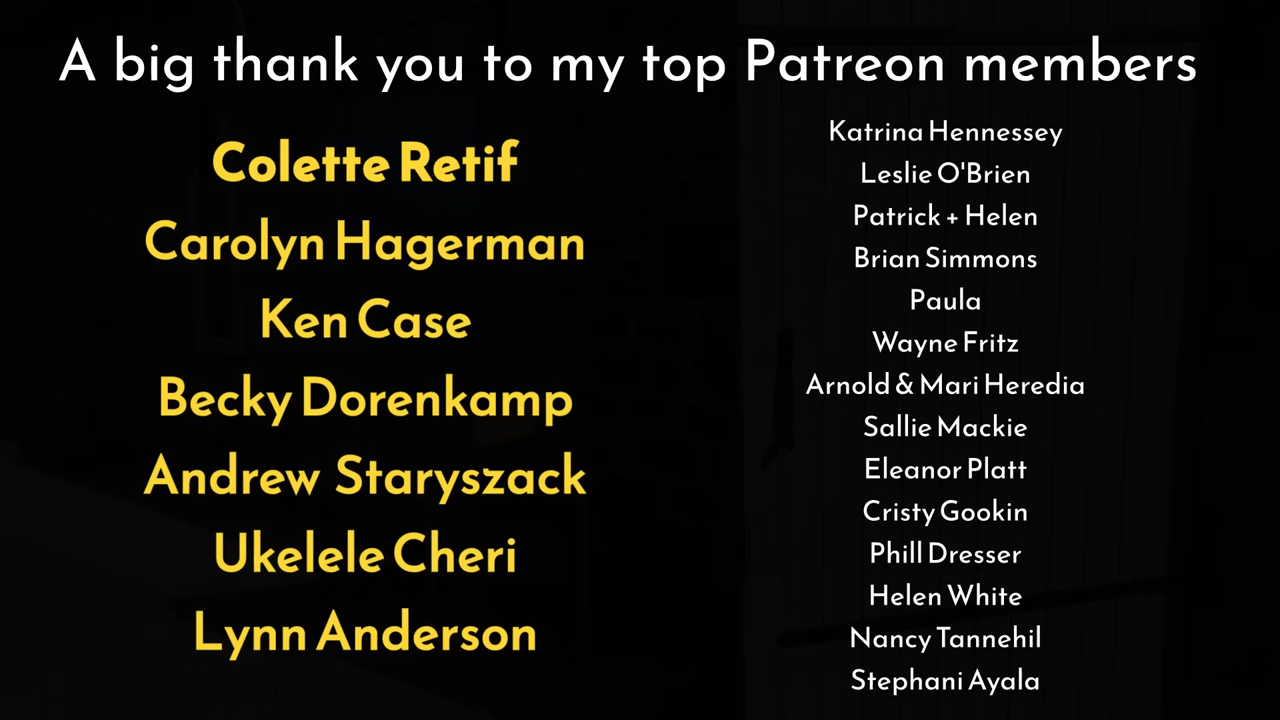 A big thank you to my top Patreon members
Colette Retif
Carolyn Hagerman
Ken Case
Becky Dorenkamp
Andrew Staryszack
Ukelele Cheri
Lynn Anderson
Katrina Hennessey
Leslie O'Brien
Patrick + Helen
Brian Simmons
Paula
Wayne Fritz
Arnold & Mari Heredia
Sallie Mackie
Eleanor Platt
Cristy Gookin
Phill Dresser
Helen White
Nancy Tannehil
Stephani Ayala